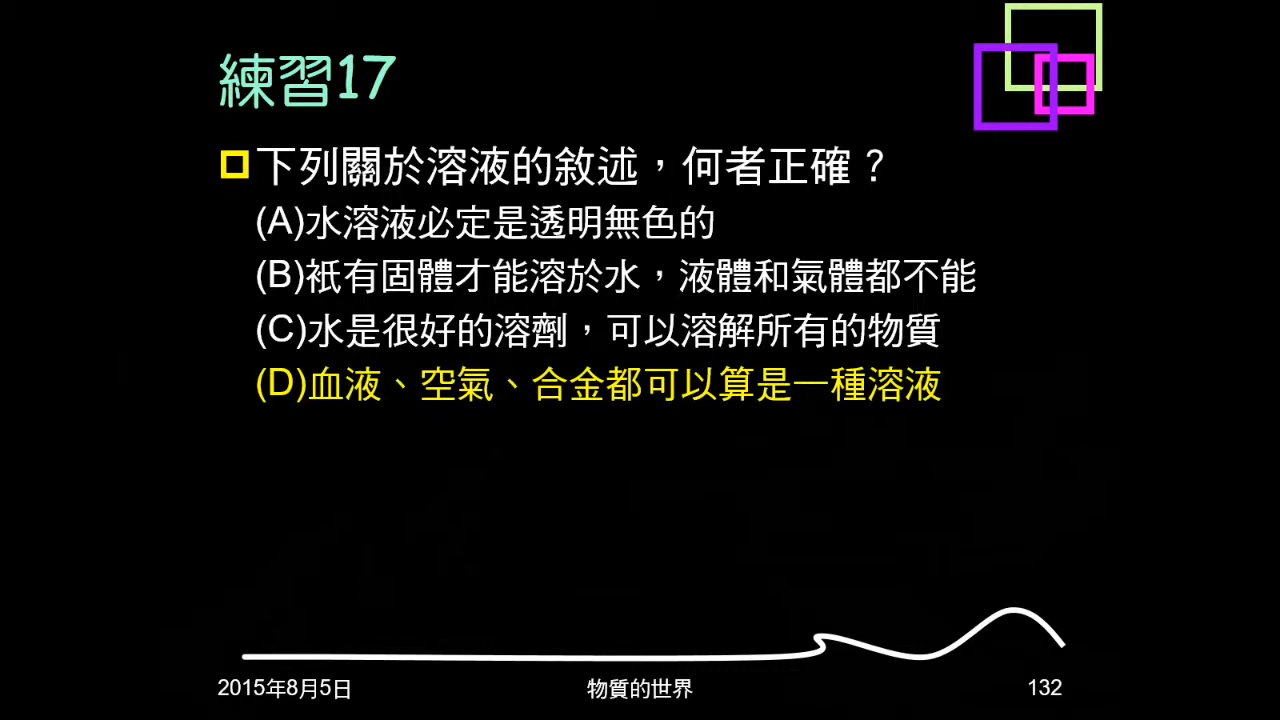 練習17
下列關於溶液的敘述，何者正確？
(A)水溶液必定是透明無色的
(B)衹有固體才能溶於水，液體和氣體都不能
(C)水是很好的溶劑，可以溶解所有的物質
(D)血液、空氣、合金都可以算是一種溶液
2015年8月5日
物質的世界
132